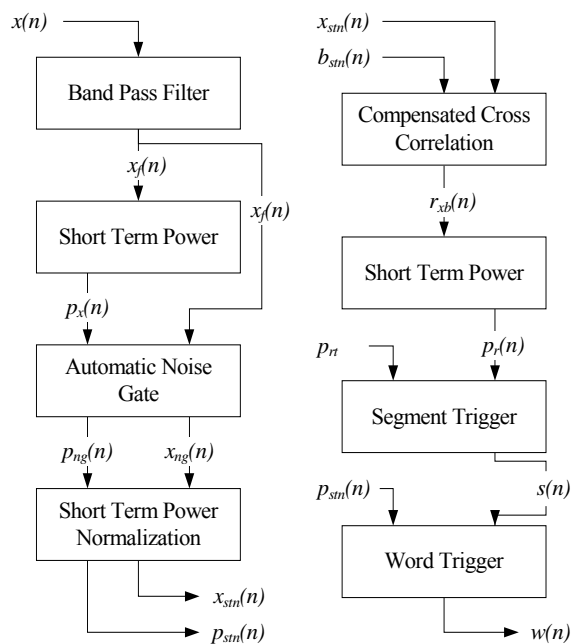 x(n)
Band Pass Filter
x_f(n)
x_f(n)
Short Term Power
p_x(n)
Automatic Noise
Gate
p_ng(n)
x_ng(n)
Short Term Power
Normalization
x_stn(n)
p_stn(n)
x_stn(n)
b_stn(n)
Compensated Cross
Correlation
r_xb(n)
Short Term Power
p_rt
p_r(n)
Segment Trigger
p_stn(n)
s(n)
Word Trigger
w(n)